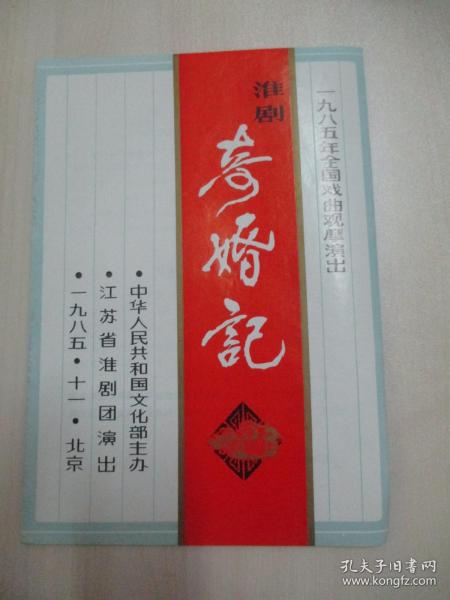 一九八五年全国戏曲观摩演出
淮剧
奇婚記
•中华人民共和国文化部主办
•江苏省淮剧团演出
•一九八五•十一•北京
孔夫子旧书网
www.kongfz.com